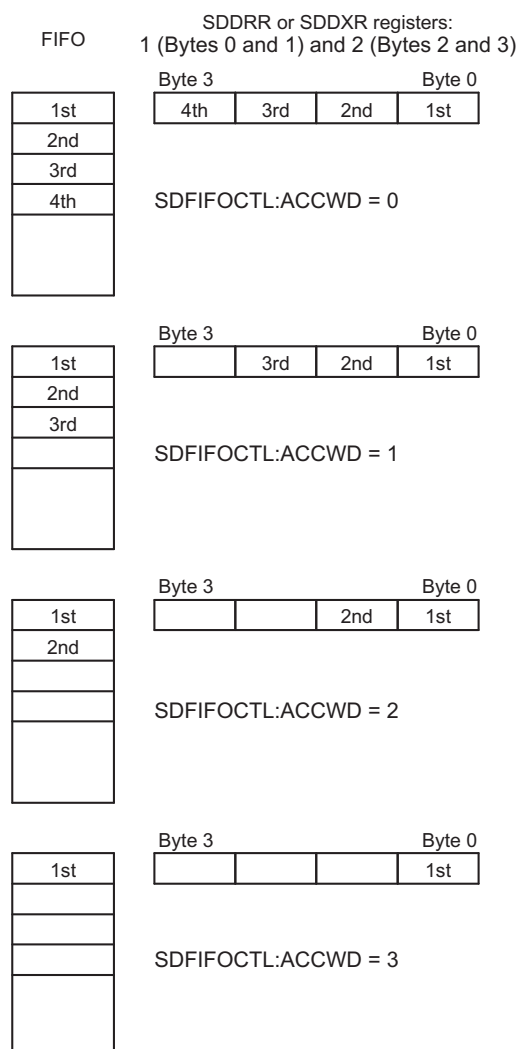 FIFO
SDDRR or SDDXR registers:
1 (Bytes 0 and 1) and 2 (Bytes 2 and 3)
Byte 3 Byte 0
1st 4th 3rd 2nd 1st
2nd
3rd
4th SDFIFOCTL:ACCWD = 0
Byte 3 Byte 0
1st 3rd 2nd 1st
2nd
3rd
SDFIFOCTL:ACCWD = 1
Byte 3 Byte 0
1st 2nd 1st
2nd
SDFIFOCTL:ACCWD = 2
Byte 3 Byte 0
1st 1st
SDFIFOCTL:ACCWD = 3